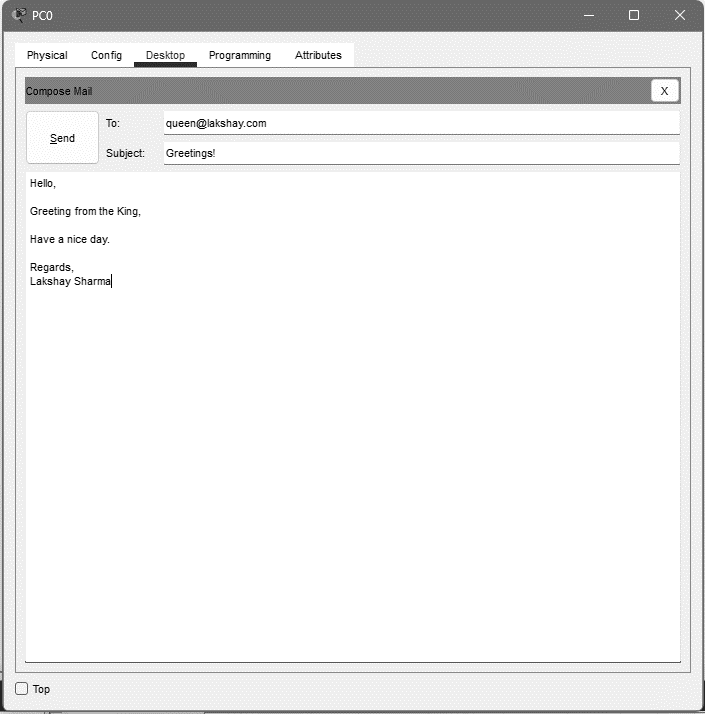 PC0
Physical Config Desktop Programming Attributes
Compose Mail X
Send
To: queen@lakshay.com
Subject: Greetings!
Hello,
Greeting from the King,
Have a nice day.
Regards,
Lakshay Sharma
Top